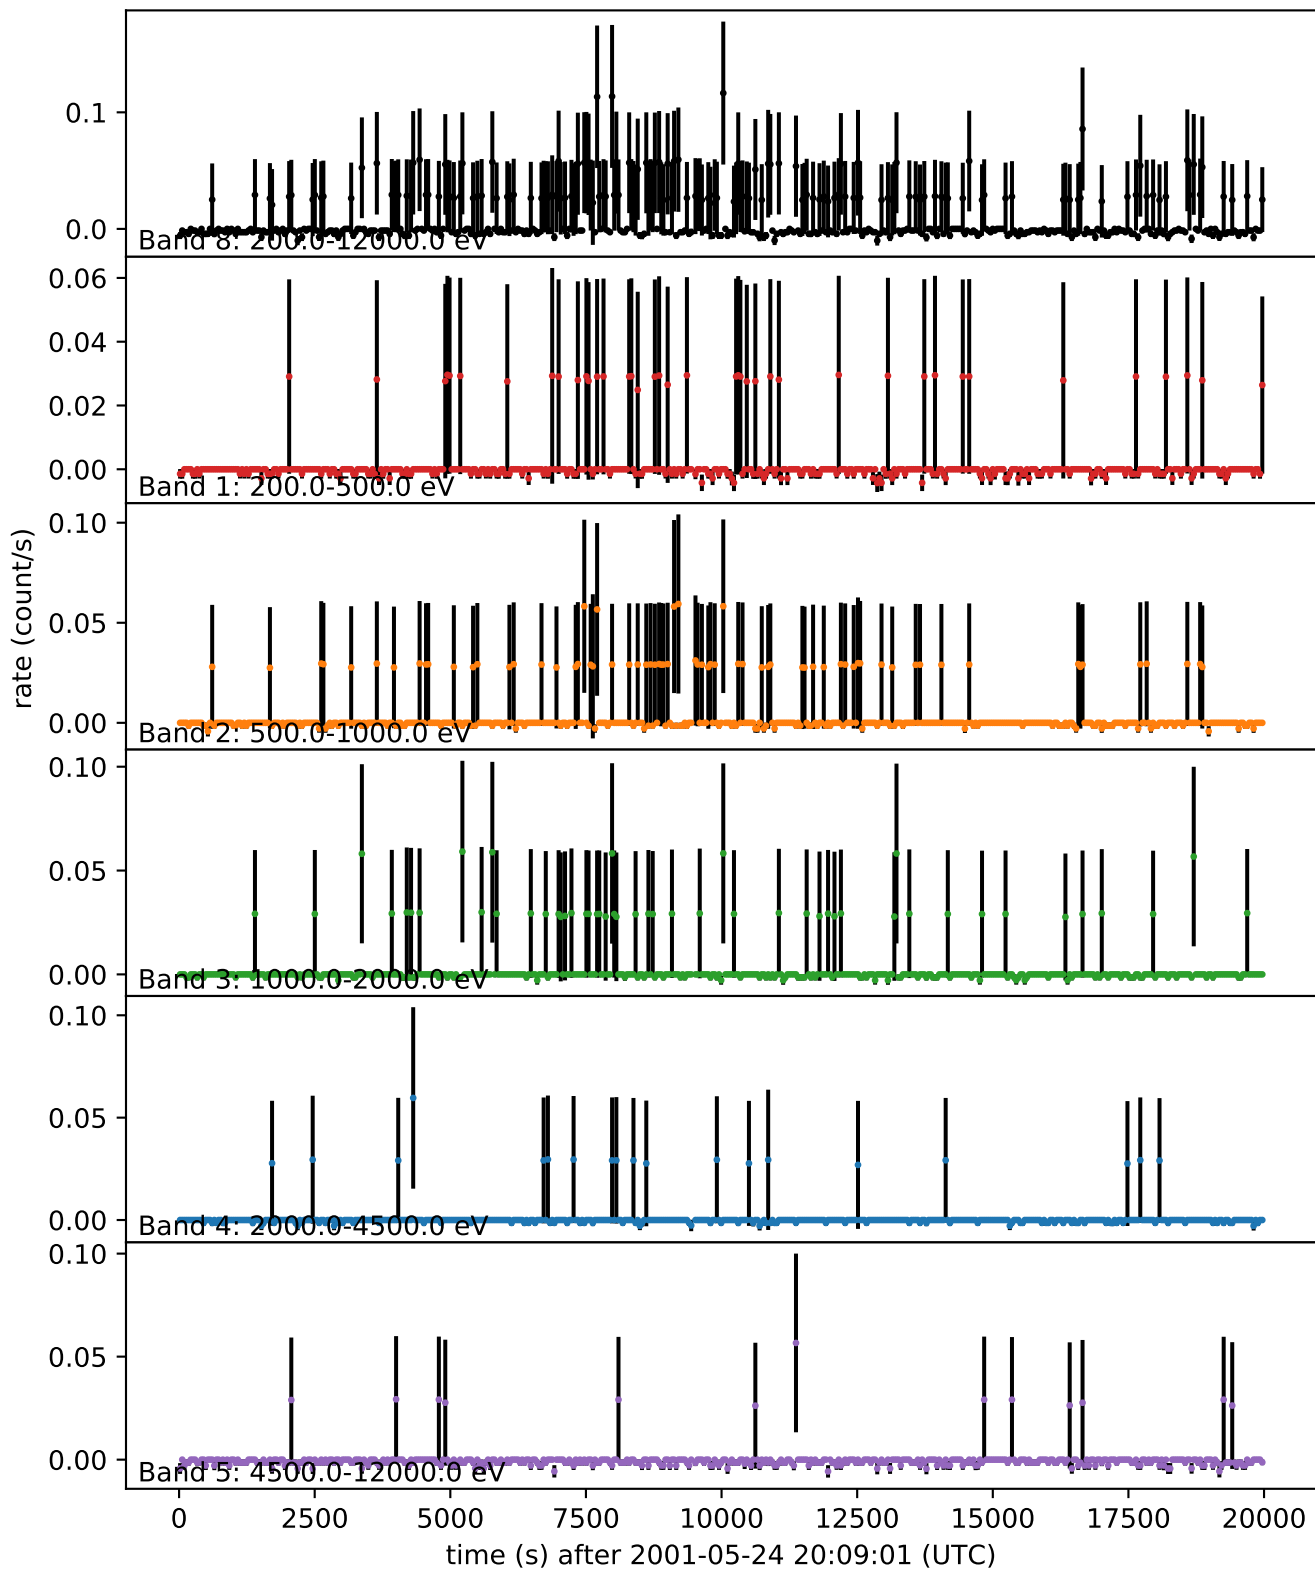 0.1
0.0
Band 8: 200.0-12000.0 eV
0.06
0.04
0.02
0.00
Band 1: 200.0-500.0 eV
0.10
0.05
0.00
Band 2: 500.0-1000.0 eV
rate (count/s)
0.10
0.05
0.00
Band 3: 1000.0-2000.0 eV
0.10
0.05
0.00
Band 4: 2000.0-4500.0 eV
0.10
0.05
0.00
Band 5: 4500.0-12000.0 eV
0 2500 5000 7500 10000 12500 15000 17500 20000
time (s) after 2001-05-24 20:09:01 (UTC)